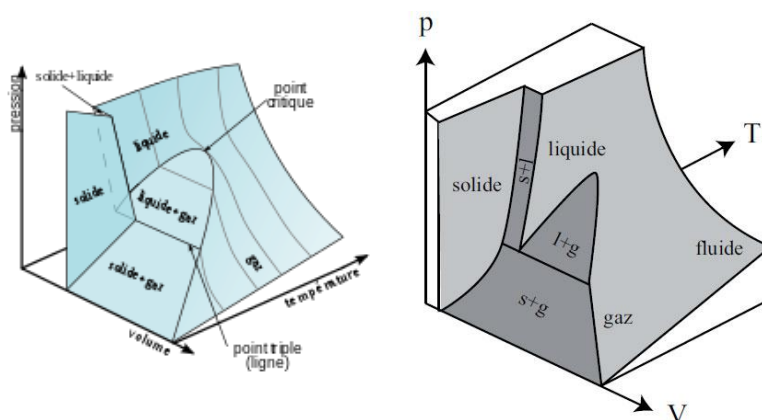 pression
solide+liquide
point
critique
liquide
solide
liquide+gaz
solide+gaz
gaz
température
volume
point triple
(ligne)
p
T
liquide
solide
s+l
l+g
fluide
s+g
gaz
V